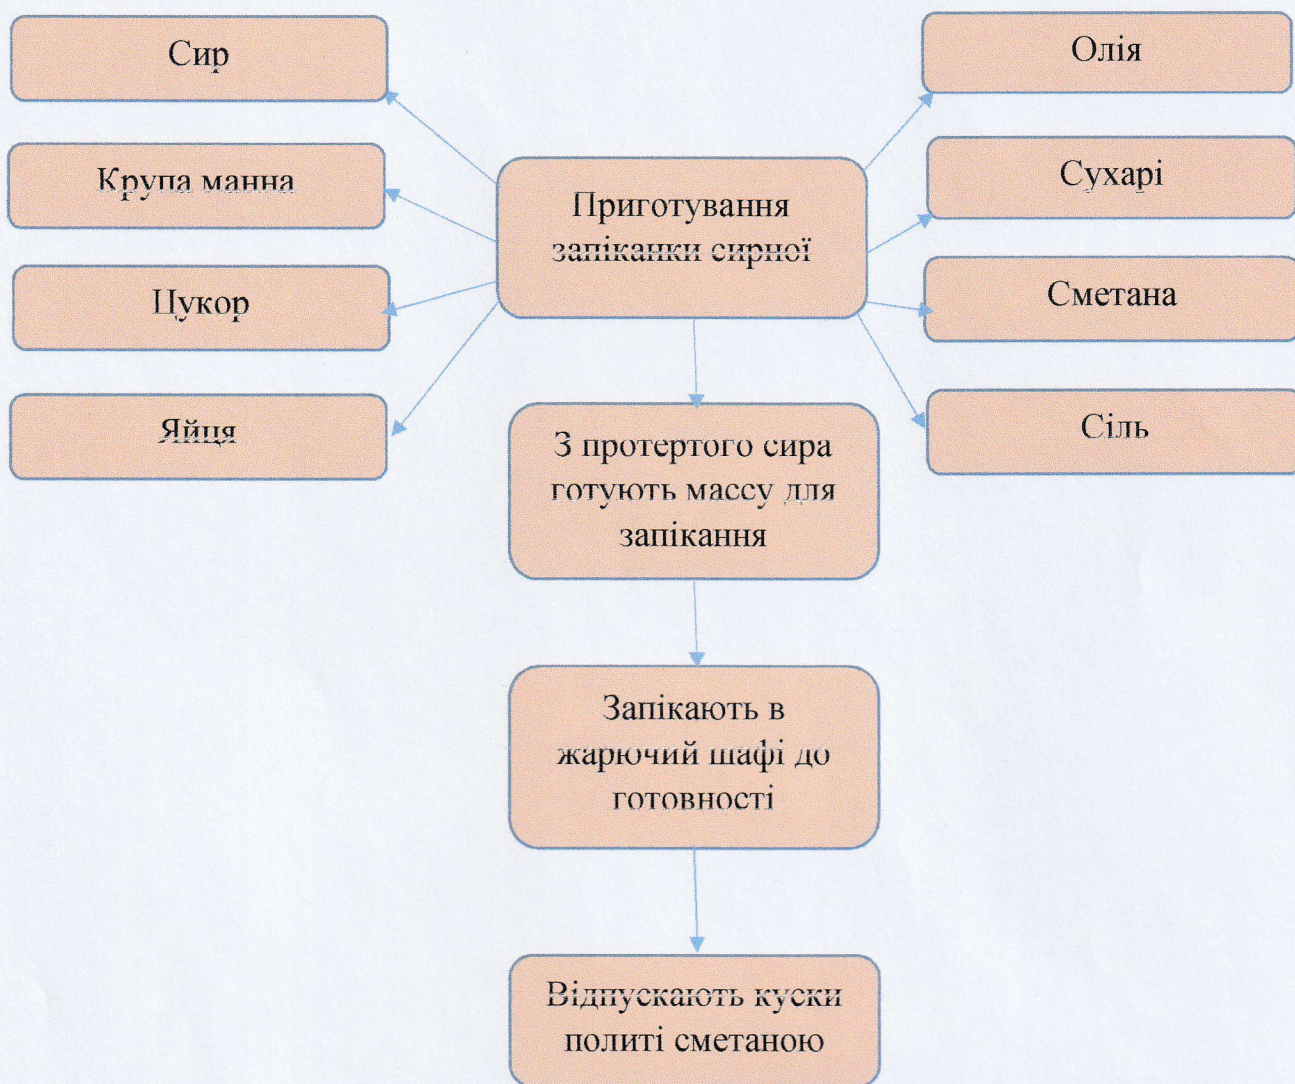 Сир
Крупа манна
Цукор
Яйця
Приготування
запіканки сирної
Олія
Сухарі
Сметана
Сіль
З протертого сира
готують массу для
запікання
Запікають в
жарючий шафі до
готовності
Відпускають куски
политі сметаною